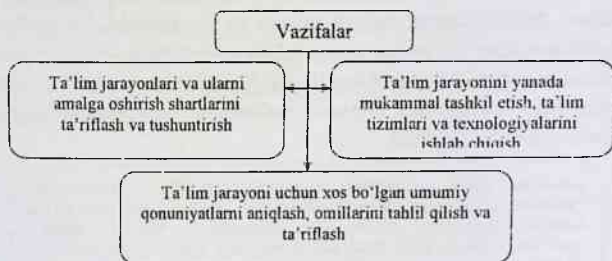 Vazifalar
Ta'lim jarayonlari va ularni
amalga oshirish shartlarini
ta'riflash va tushuntirish
Ta'lim jarayonini yanada
mukammal tashkil etish, ta'lim
tizimlari va texnologiyalarini
ishlab chiqish
Ta'lim jarayoni uchun xos bo'lgan umumiy
qonuniyatlarni aniqlash, omillarini tahlil qilish va
ta'riflash